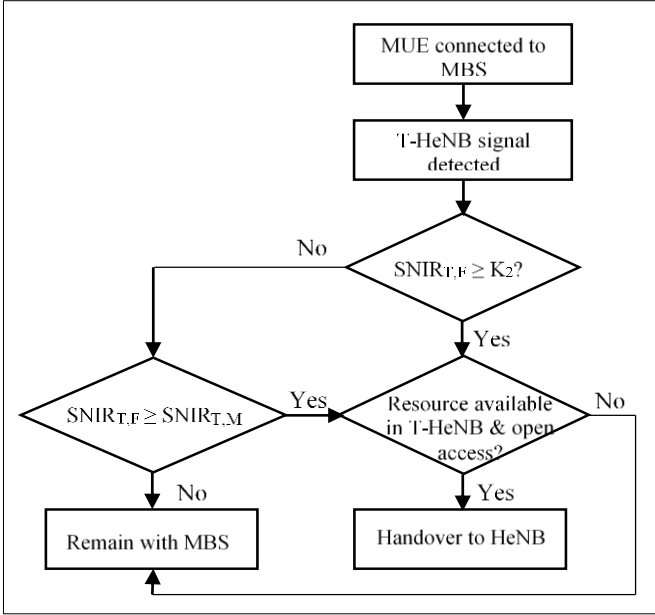 MUE connected to
MBS
T-HeNB signal
detected
No
SNIR_T,F ≥ K_2?
Yes
SNIR_T,F ≥ SNIR_T,M
Yes
Resource available
in T-HeNB & open
access?
No
No
Yes
Remain with MBS
Handover to HeNB